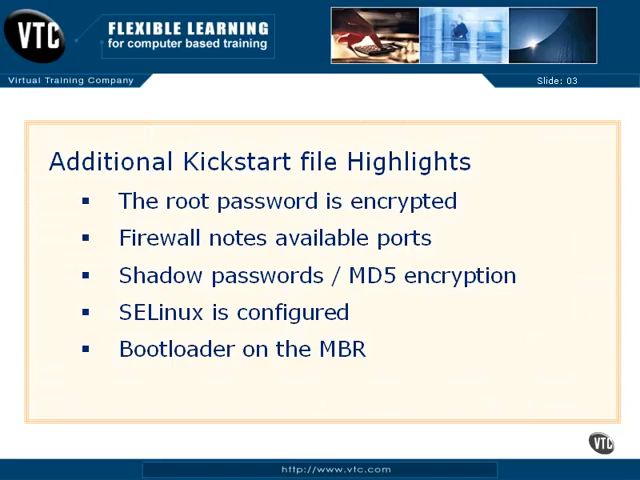 VTC
FLEXIBLE LEARNING
for computer based training
Virtual Training Company
Slide: 03
Additional Kickstart file Highlights
The root password is encrypted
Firewall notes available ports
Shadow passwords / MD5 encryption
SELinux is configured
Bootloader on the MBR
VTC
http://www.vtc.com